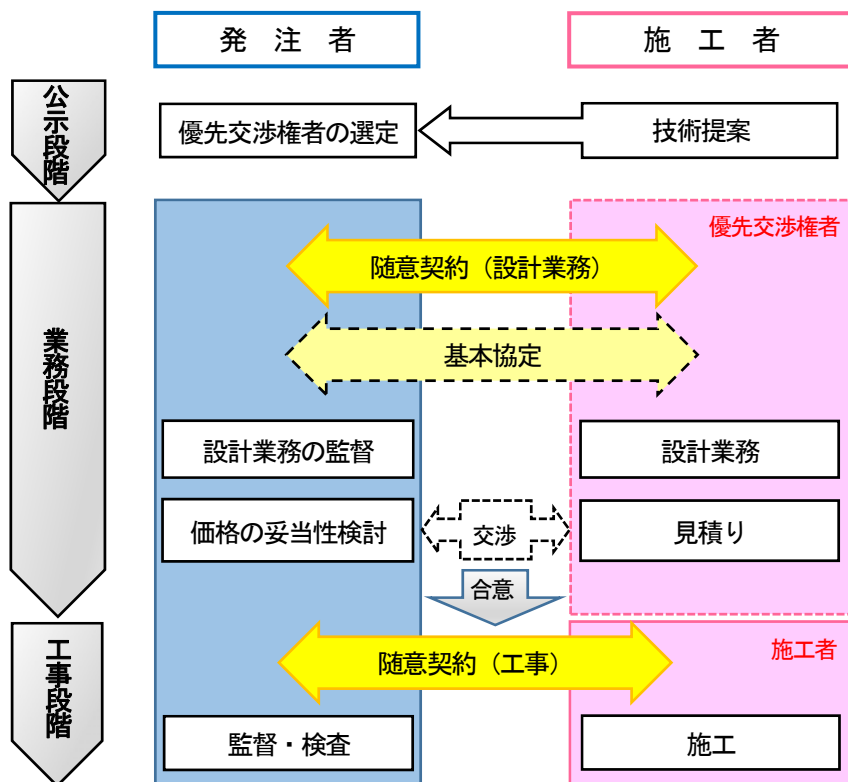 発 注 者
施 工 者
公示段階
優先交渉権者の選定
技術提案
業務段階
優先交渉権者
随意契約（設計業務）
基本協定
設計業務の監督
設計業務
価格の妥当性検討
交渉
見積り
合意
工事段階
施工者
随意契約（工事）
監督・検査
施工